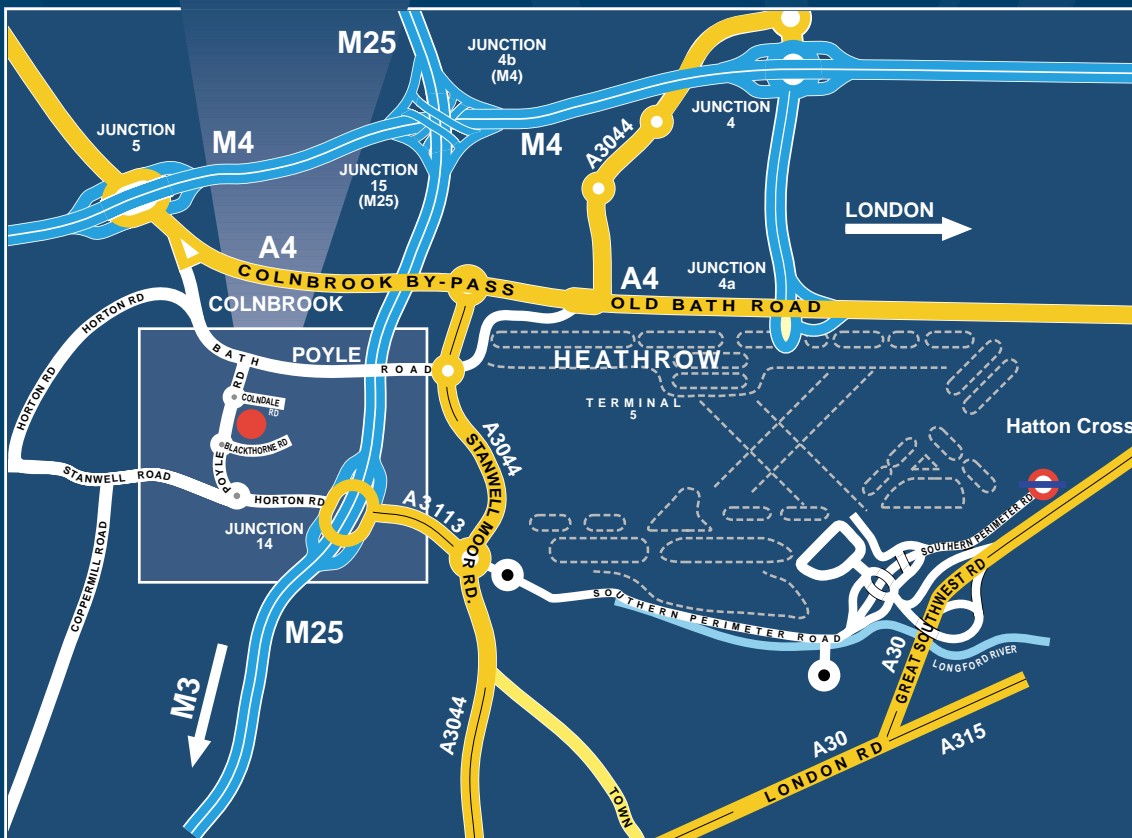 M25
JUNCTION
4b
(M4)
JUNCTION
5
M4
JUNCTION
15
(M25)
M4
A3044
JUNCTION
4
LONDON
A4
COLNBROOK BY-PASS
COLNBROOK
A4
JUNCTION
4a
OLD BATH ROAD
HORTON RD
HORTON RD
BATH ROAD
POYLE
HEATHROW
TERMINAL
5
POYLE RD
COLNDALE
RD
BLACKTHORNE RD
STANWELL ROAD
HORTON RD
JUNCTION
14
A3113
A3044
STANWELL MOOR RD.
Hatton Cross
SOUTHERN PERIMETER RD
COPPERMILL ROAD
M25
M3
SOUTHERN PERIMETER ROAD
A30
GREAT SOUTHWEST RD
LONGFORD RIVER
A3044
TOWN
A30
LONDON RD
A315